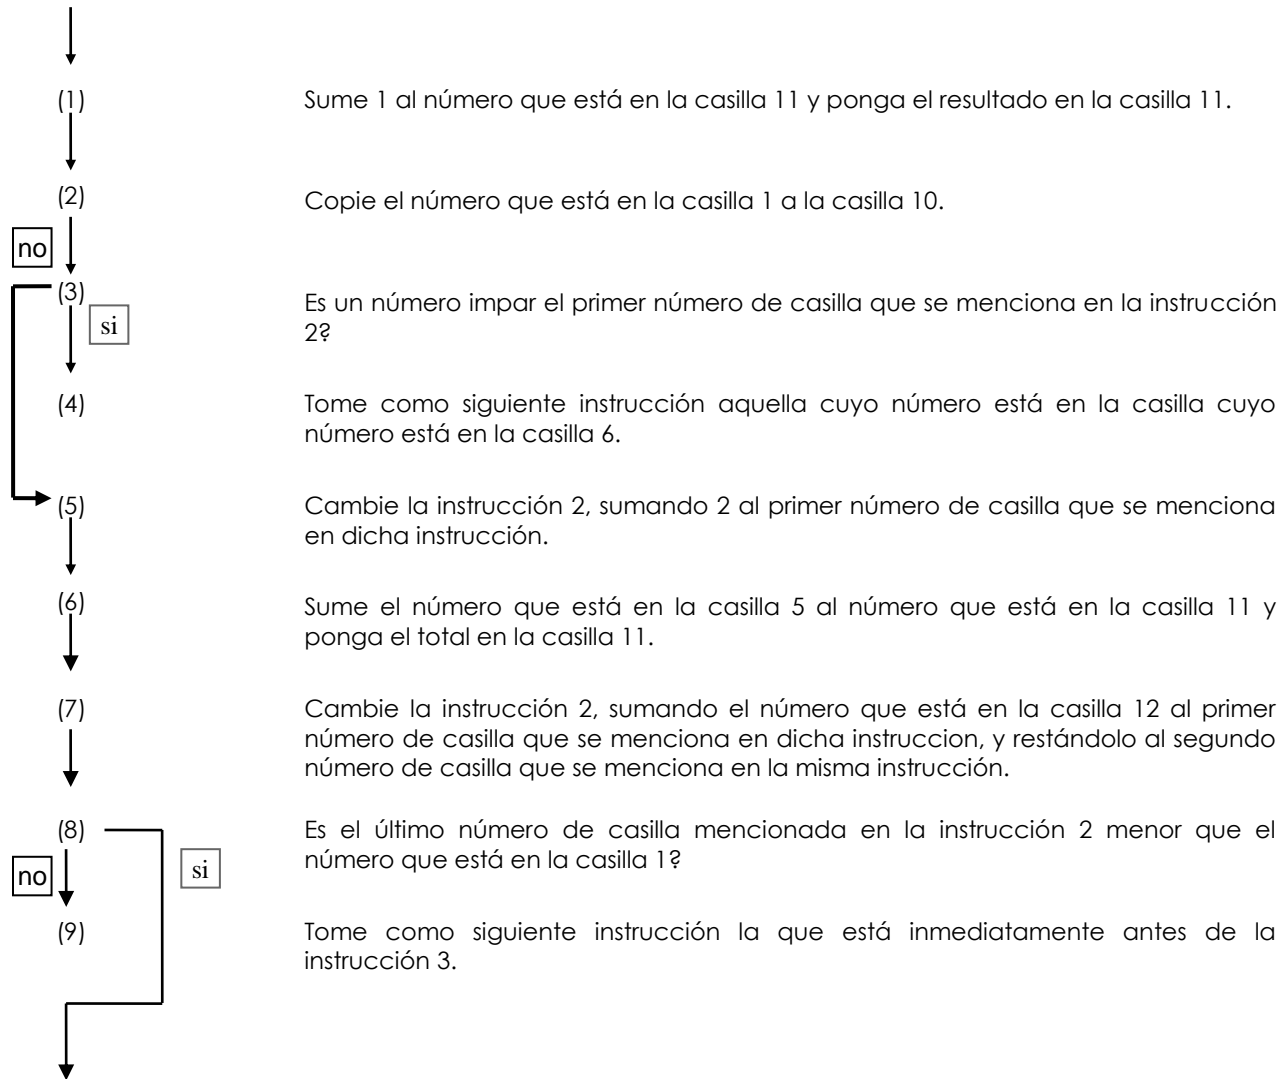 (1) Sume 1 al número que está en la casilla 11 y ponga el resultado en la casilla 11.
(2) Copie el número que está en la casilla 1 a la casilla 10.
no
(3) Es un número impar el primer número de casilla que se menciona en la instrucción
2?
si
(4) Tome como siguiente instrucción aquella cuyo número está en la casilla cuyo
número está en la casilla 6.
(5) Cambie la instrucción 2, sumando 2 al primer número de casilla que se menciona
en dicha instrucción.
(6) Sume el número que está en la casilla 5 al número que está en la casilla 11 y
ponga el total en la casilla 11.
(7) Cambie la instrucción 2, sumando el número que está en la casilla 12 al primer
número de casilla que se menciona en dicha instruccion, y restándolo al segundo
número de casilla que se menciona en la misma instrucción.
(8) Es el último número de casilla mencionada en la instrucción 2 menor que el
número que está en la casilla 1?
no
si
(9) Tome como siguiente instrucción la que está inmediatamente antes de la
instrucción 3.